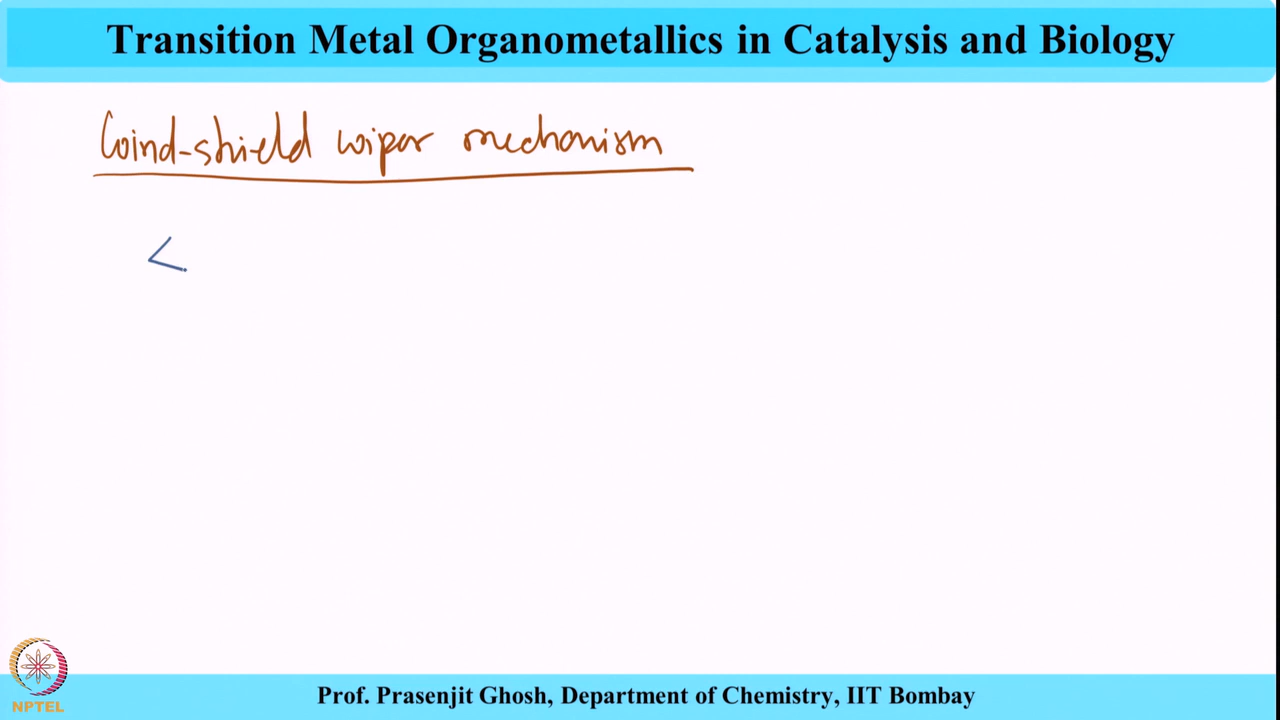 Transition Metal Organometallics in Catalysis and Biology
Wind-shield wiper mechanism
NPTEL
Prof. Prasenjit Ghosh, Department of Chemistry, IIT Bombay